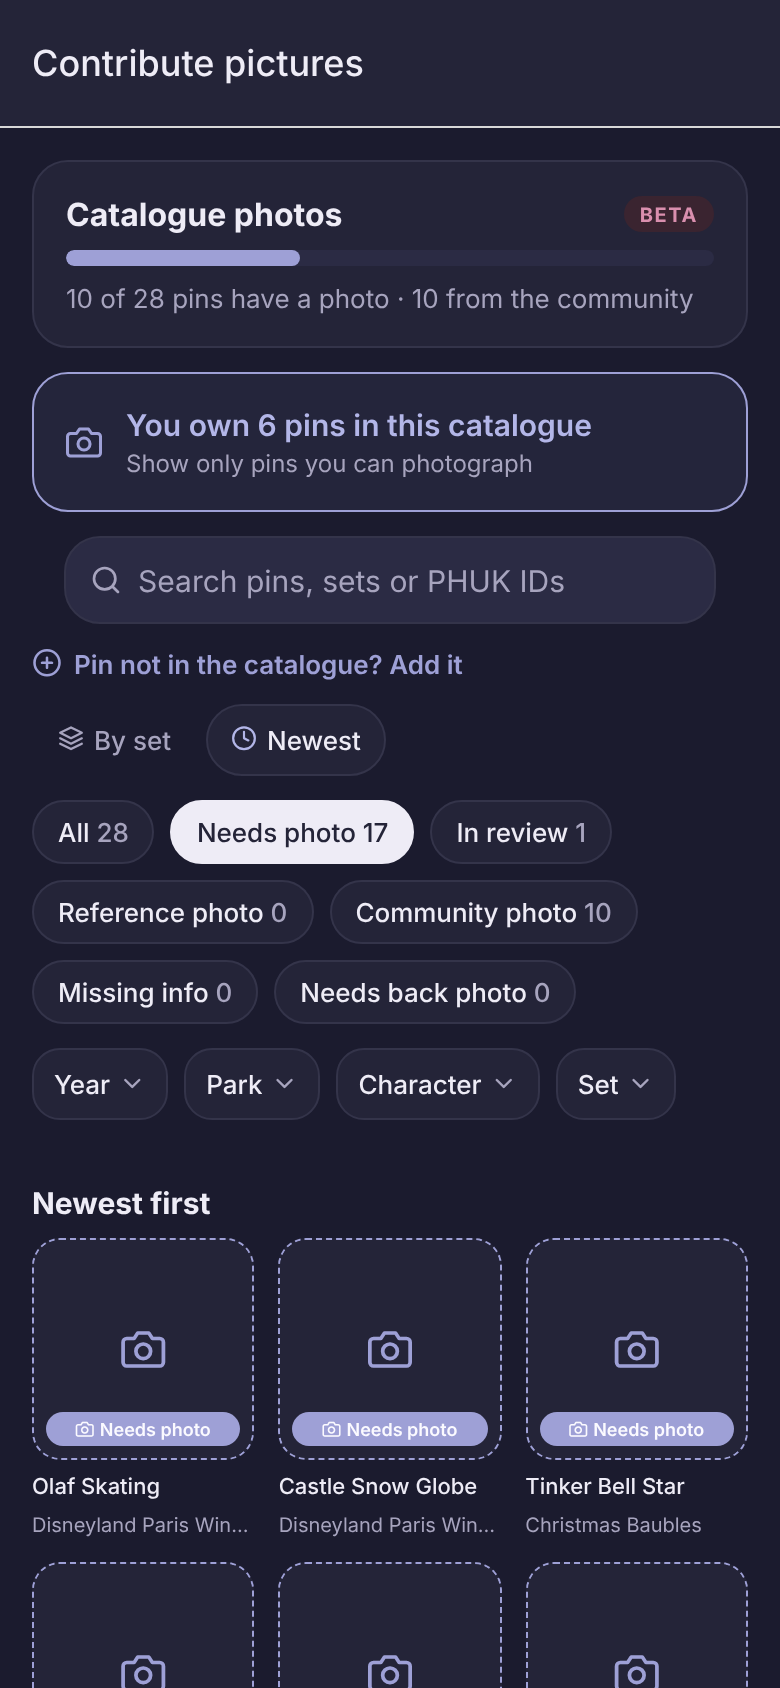 Contribute pictures
Catalogue photos
BETA
10 of 28 pins have a photo · 10 from the community
You own 6 pins in this catalogue
Show only pins you can photograph
Search pins, sets or PHUK IDs
Pin not in the catalogue? Add it
By set
Newest
All 28
Needs photo 17
In review 1
Reference photo 0
Community photo 10
Missing info 0
Needs back photo 0
Year
Park
Character
Set
Newest first
Needs photo
Needs photo
Needs photo
Olaf Skating
Castle Snow Globe
Tinker Bell Star
Disneyland Paris Win...
Disneyland Paris Win...
Christmas Baubles